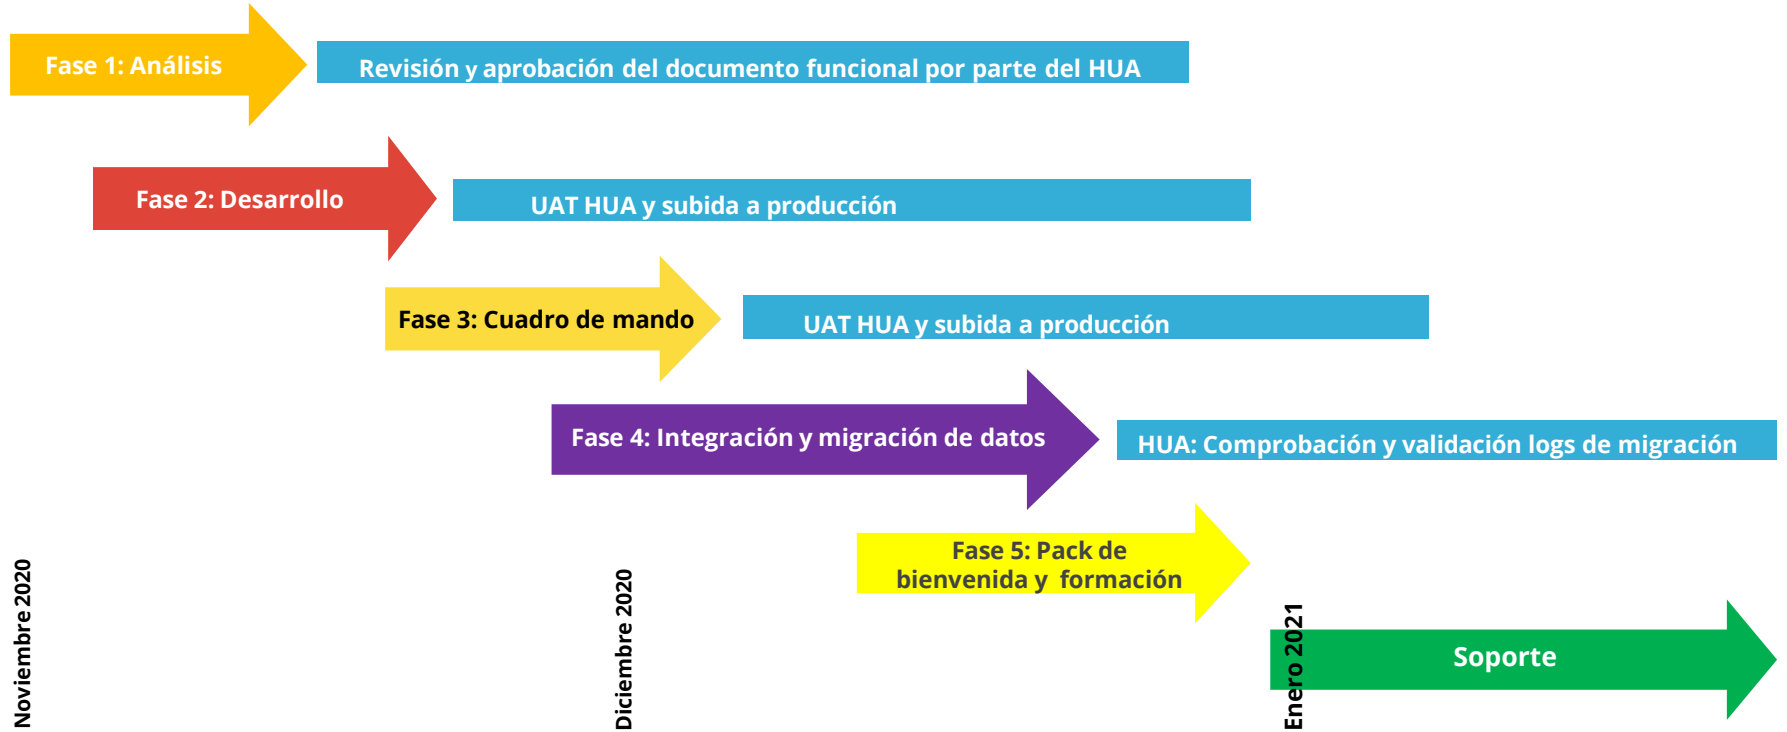 Fase 1: Análisis
Revisión y aprobación del documento funcional por parte del HUA
Fase 2: Desarrollo
UAT HUA y subida a producción
Fase 3: Cuadro de mando
UAT HUA y subida a producción
Fase 4: Integración y migración de datos
HUA: Comprobación y validación logs de migración
Fase 5: Pack de
bienvenida y formación
Noviembre 2020
Diciembre 2020
Enero 2021
Soporte